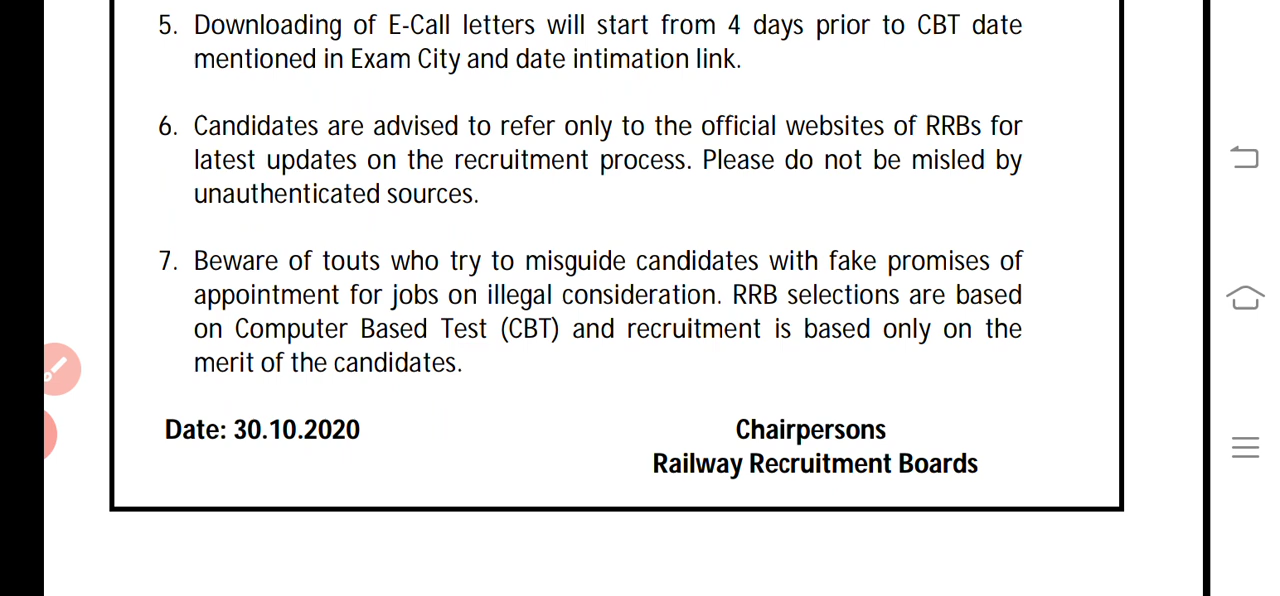 5. Downloading of E-Call letters will start from 4 days prior to CBT date
mentioned in Exam City and date intimation link.
6. Candidates are advised to refer only to the official websites of RRBs for
latest updates on the recruitment process. Please do not be misled by
unauthenticated sources.
7. Beware of touts who try to misguide candidates with fake promises of
appointment for jobs on illegal consideration. RRB selections are based
on Computer Based Test (CBT) and recruitment is based only on the
merit of the candidates.
Date: 30.10.2020
Chairpersons
Railway Recruitment Boards